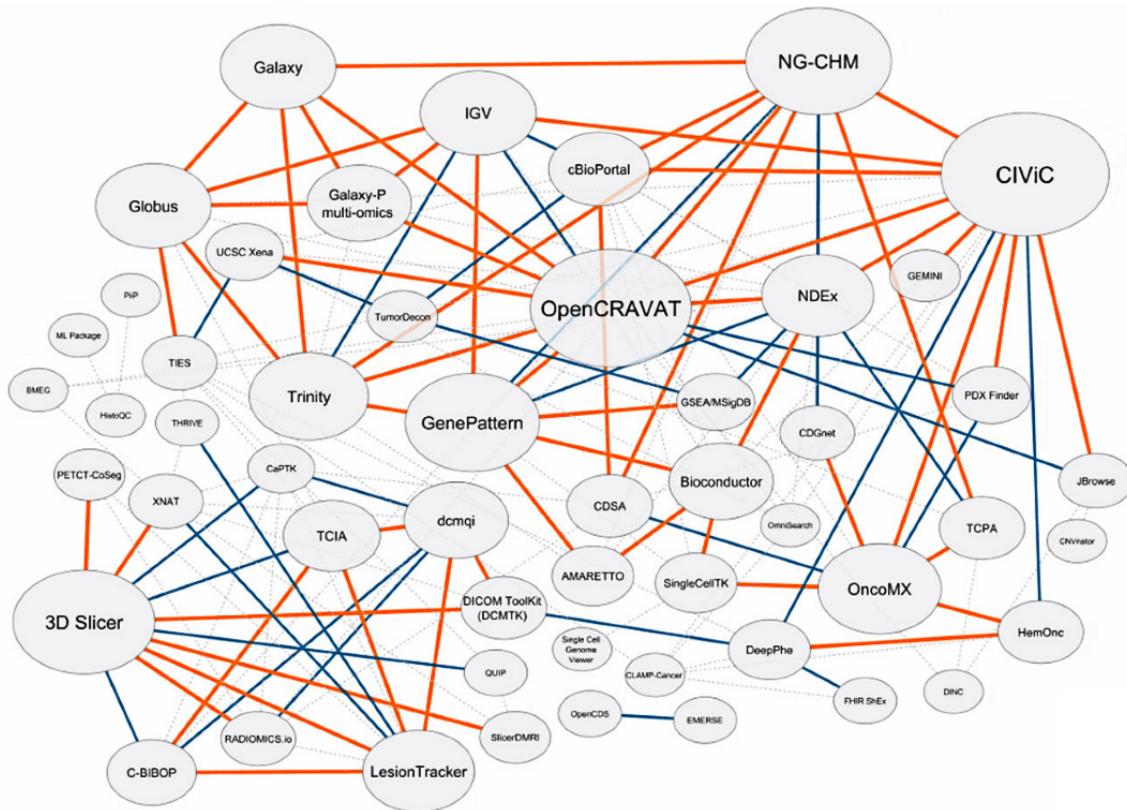 Galaxy
NG-CHM
IGV
cBioPortal
CIViC
Globus
Galaxy-P
multi-omics
UCSC Xena
GEMINI
PiiP
OpenCRAVAT
NDEx
ML Package
TumorDecon
TIES
BMEG
Trinity
PDX Finder
HistoQC
THRIVE
GenePattern
GSEA/MSigDB
CDGnet
PETCT-CoSeg
CaPTK
XNAT
Bioconductor
JBrowse
TCIA
dcmqi
CDSA
OmniSearch
TCPA
CNVnator
AMARETTO
SingleCellTK
OncoMX
3D Slicer
DICOM ToolKit
(DCMTK)
HemOnc
Single Cell
Genome
Viewer
DeepPhe
QUIP
CLAMP-Cancer
FHIR ShEx
DINC
OpenCDS
EMERSE
RADIOMICS.io
SlicerDMRI
C-BIBOP
LesionTracker